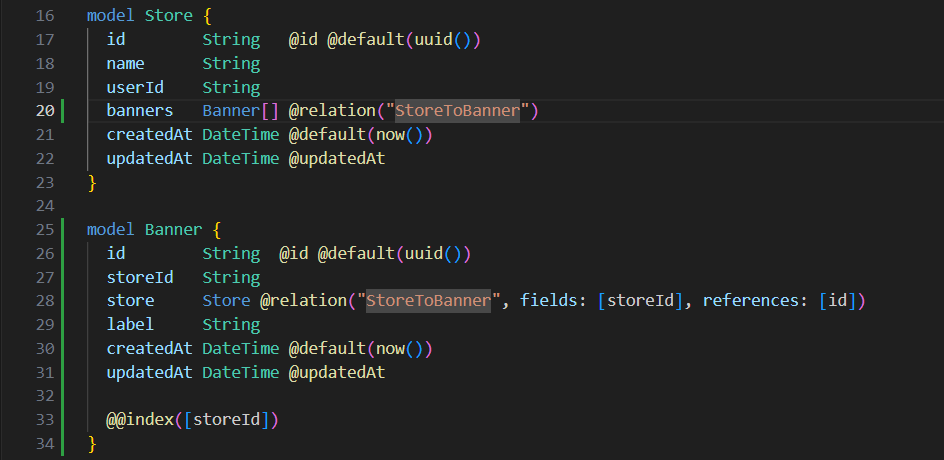 16 model Store {
17 id String @id @default(uuid())
18 name String
19 userId String
20 banners Banner[] @relation("StoreToBanner")
21 createdAt DateTime @default(now())
22 updatedAt DateTime @updatedAt
23 }
24
25 model Banner {
26 id String @id @default(uuid())
27 storeId String
28 store Store @relation("StoreToBanner", fields: [storeId], references: [id])
29 label String
30 createdAt DateTime @default(now())
31 updatedAt DateTime @updatedAt
32
33 @@index([storeId])
34 }